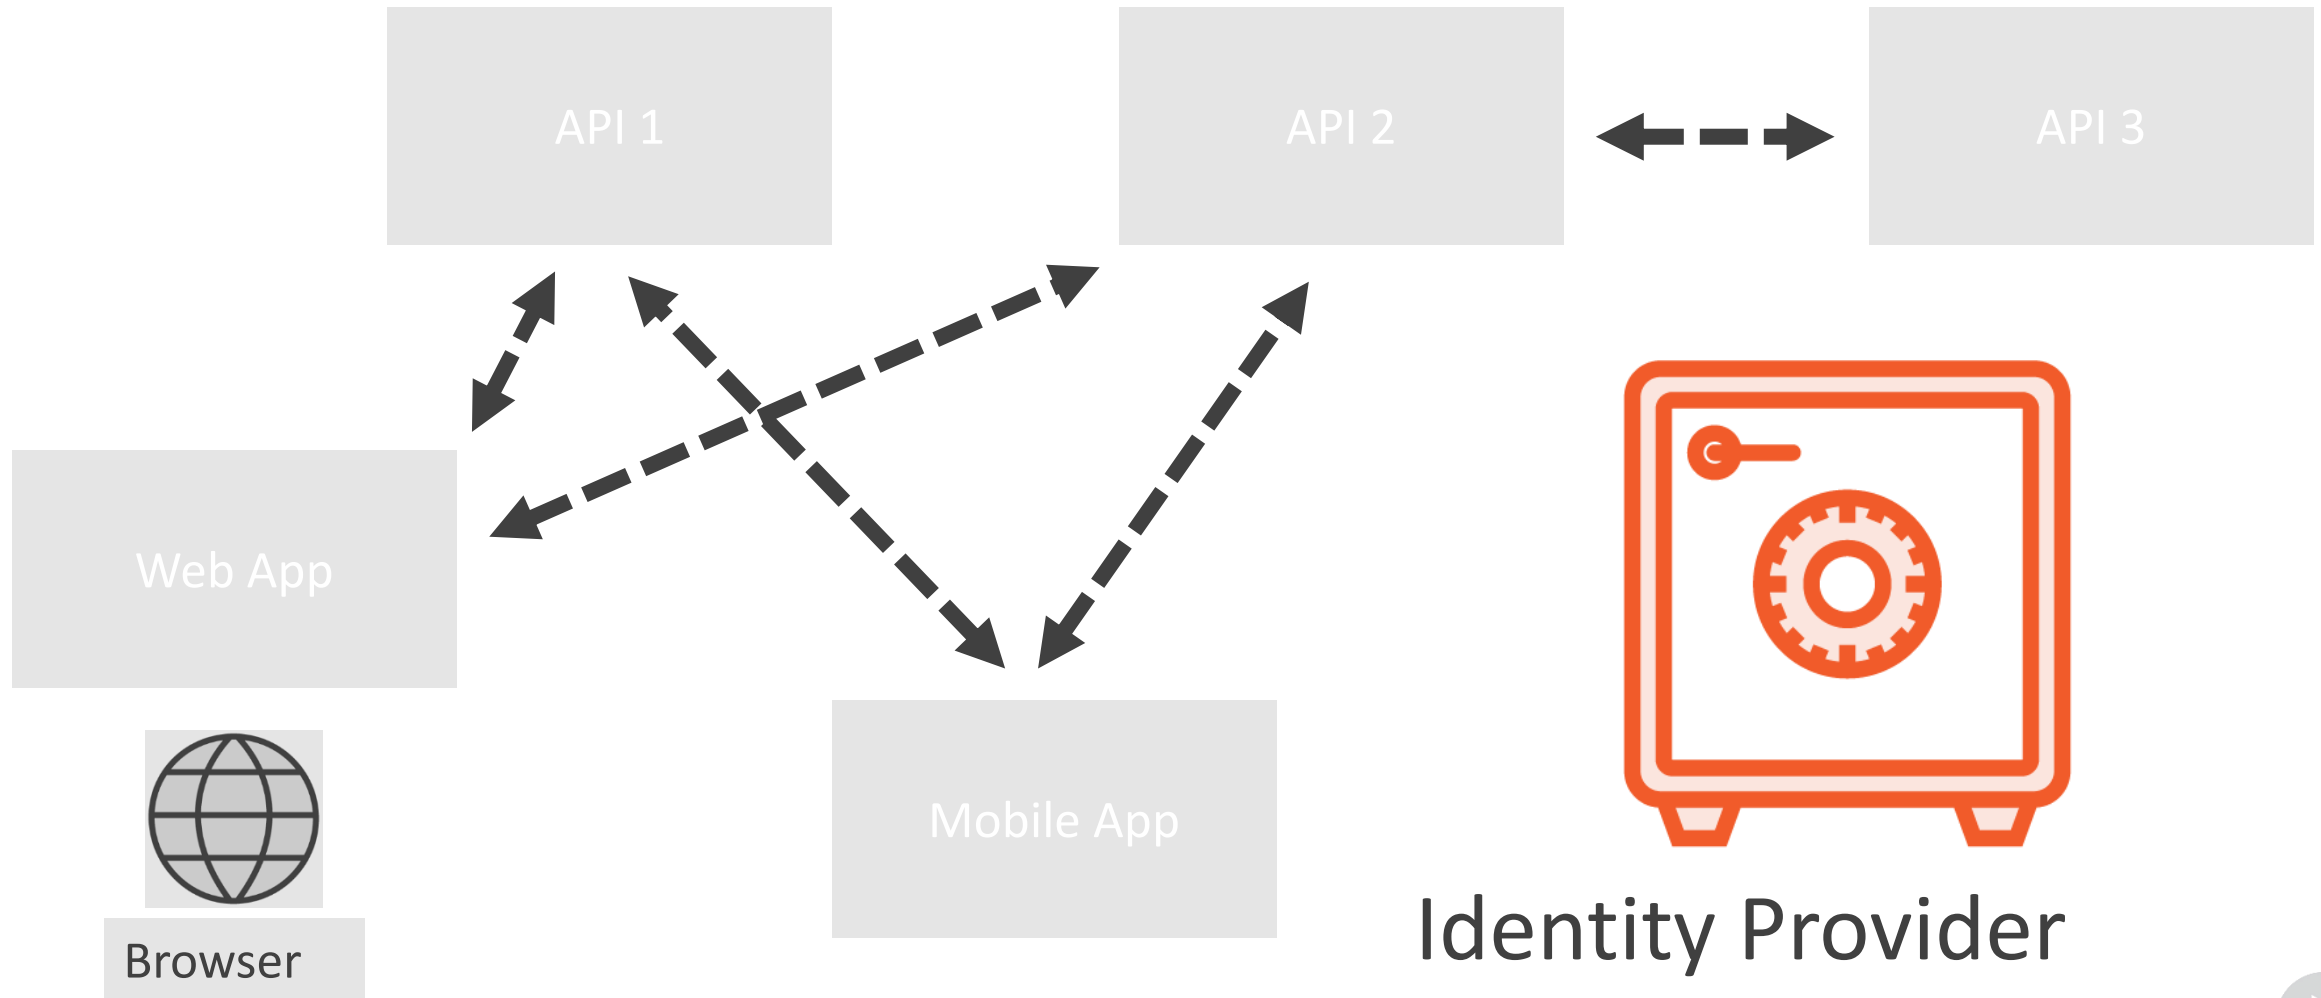 API 1
API 2
API 3
Web App
Mobile App
Browser
Identity Provider